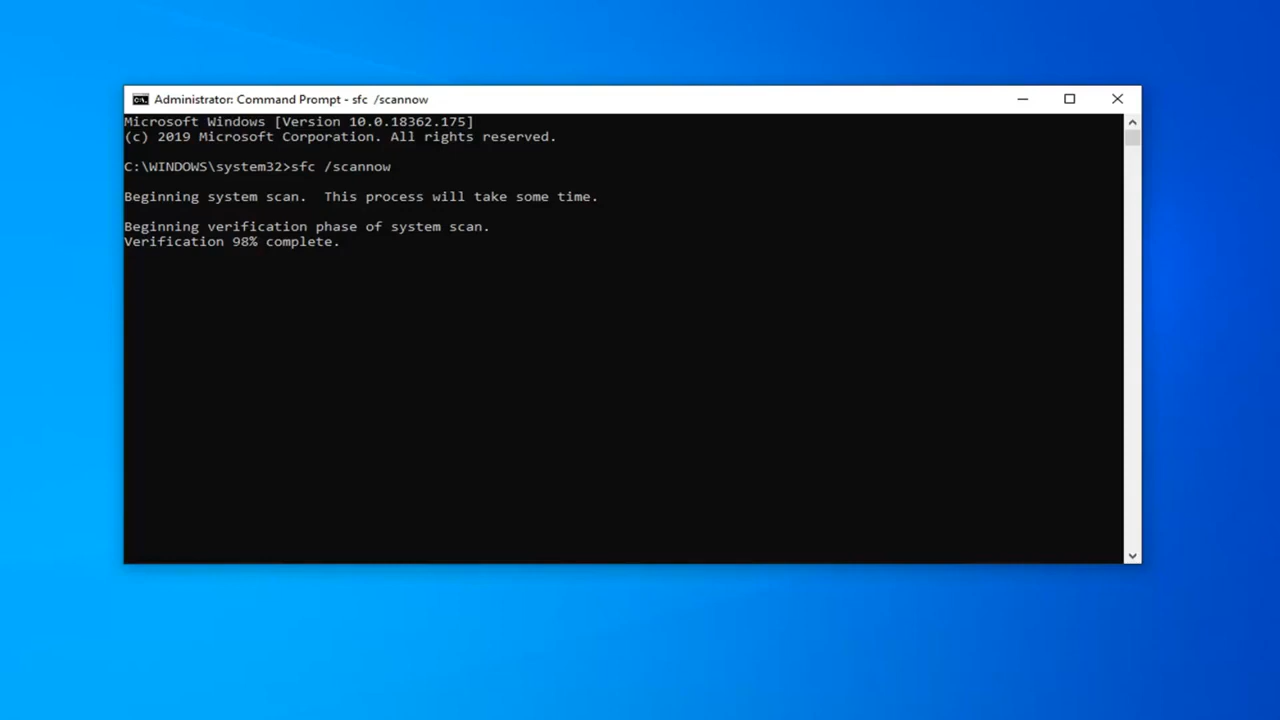 Administrator: Command Prompt - sfc  /scannow
Microsoft Windows [Version 10.0.18362.175]
(c) 2019 Microsoft Corporation. All rights reserved.
C:\WINDOWS\system32>sfc /scannow
Beginning system scan.  This process will take some time.
Beginning verification phase of system scan.
Verification 98% complete.